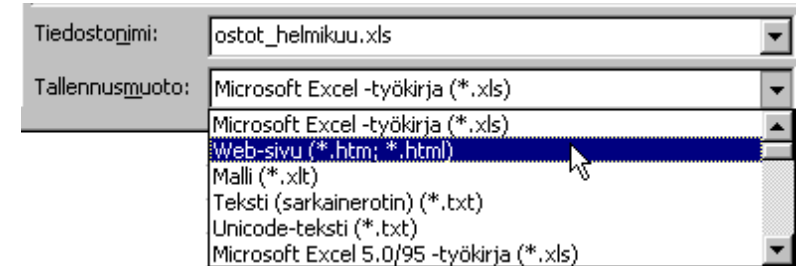 Tiedostonimi: ostot_helmikuu.xls
Tallennusmuoto: Microsoft Excel -työkirja (*.xls)
Microsoft Excel -työkirja (*.xls)
Web-sivu (*.htm; *.html)
Malli (*.xlt)
Teksti (sarkainerotin) (*.txt)
Unicode-teksti (*.txt)
Microsoft Excel 5.0/95 -työkirja (*.xls)